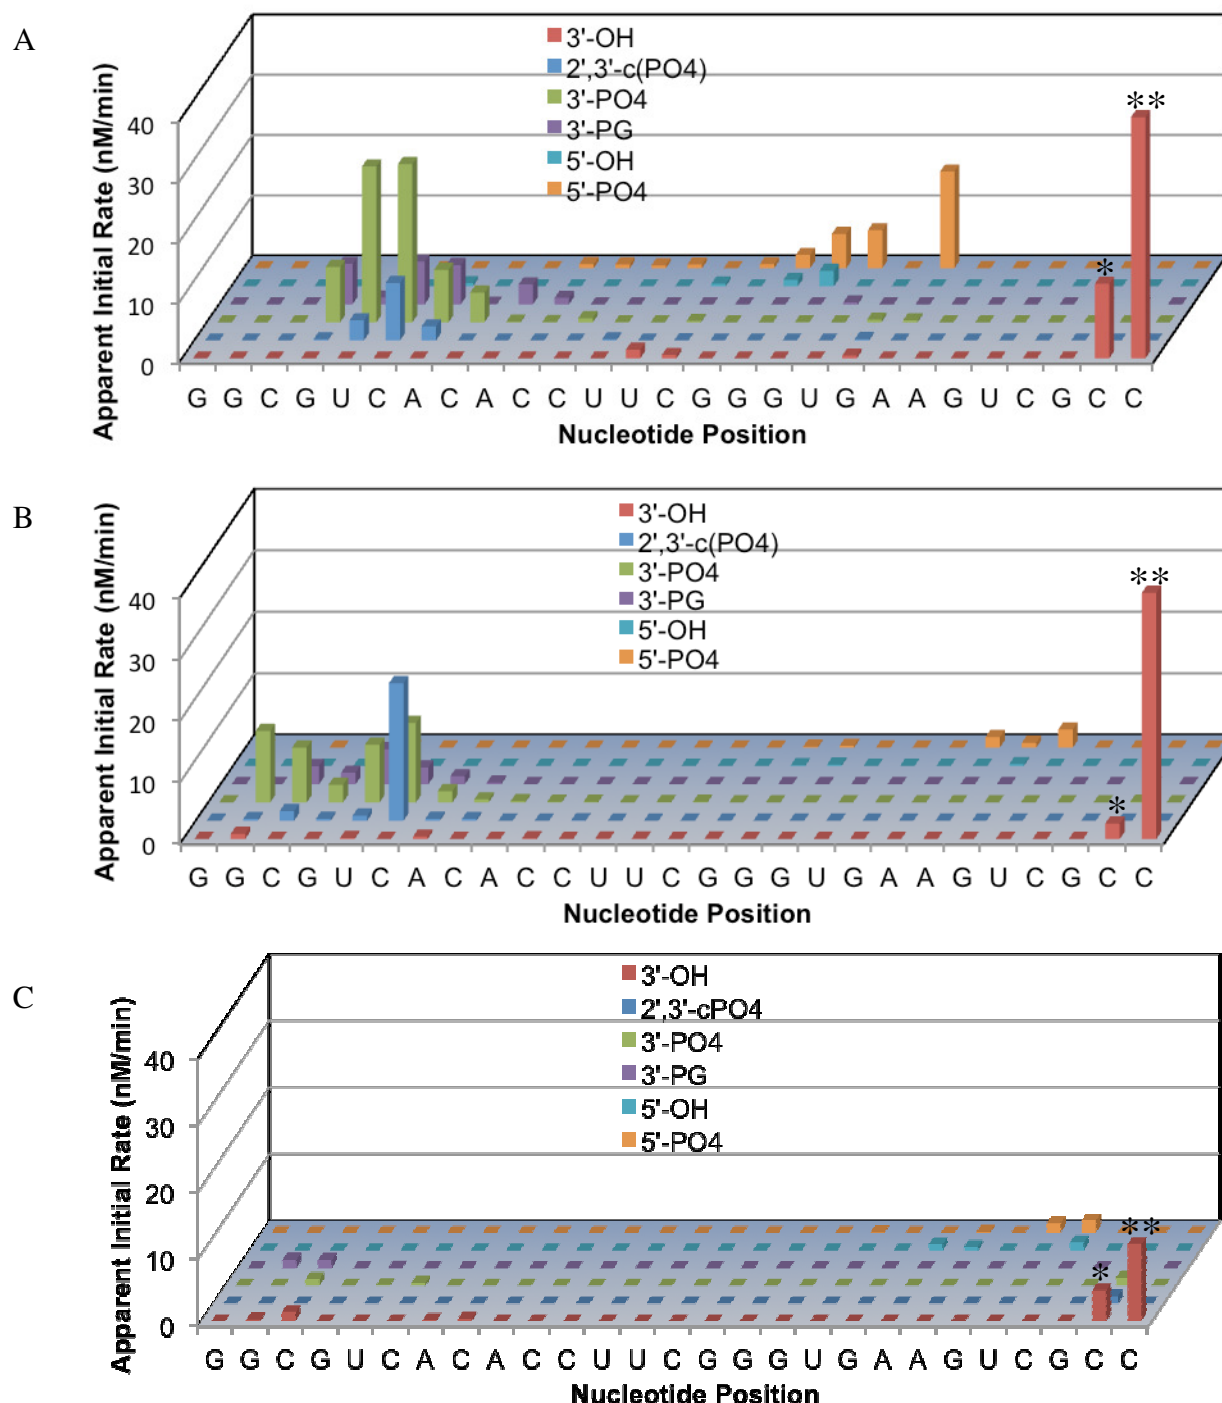 A
3'-OH
2',3'-c(PO4)
3'-PO4
3'-PG
5'-OH
5'-PO4
Apparent Initial Rate (nM/min)
40
30
20
10
0
*
**
G G C G U C A C A C C U U C G G G U G A A G U C G C C
Nucleotide Position
B
3'-OH
2',3'-c(PO4)
3'-PO4
3'-PG
5'-OH
5'-PO4
Apparent Initial Rate (nM/min)
40
30
20
10
0
*
**
G G C G U C A C A C C U U C G G G U G A A G U C G C C
Nucleotide Position
C
3'-OH
2',3'-cPO4
3'-PO4
3'-PG
5'-OH
5'-PO4
Apparent Initial Rate (nM/min)
40
30
20
10
0
*
**
G G C G U C A C A C C U U C G G G U G A A G U C G C C
Nucleotide Position